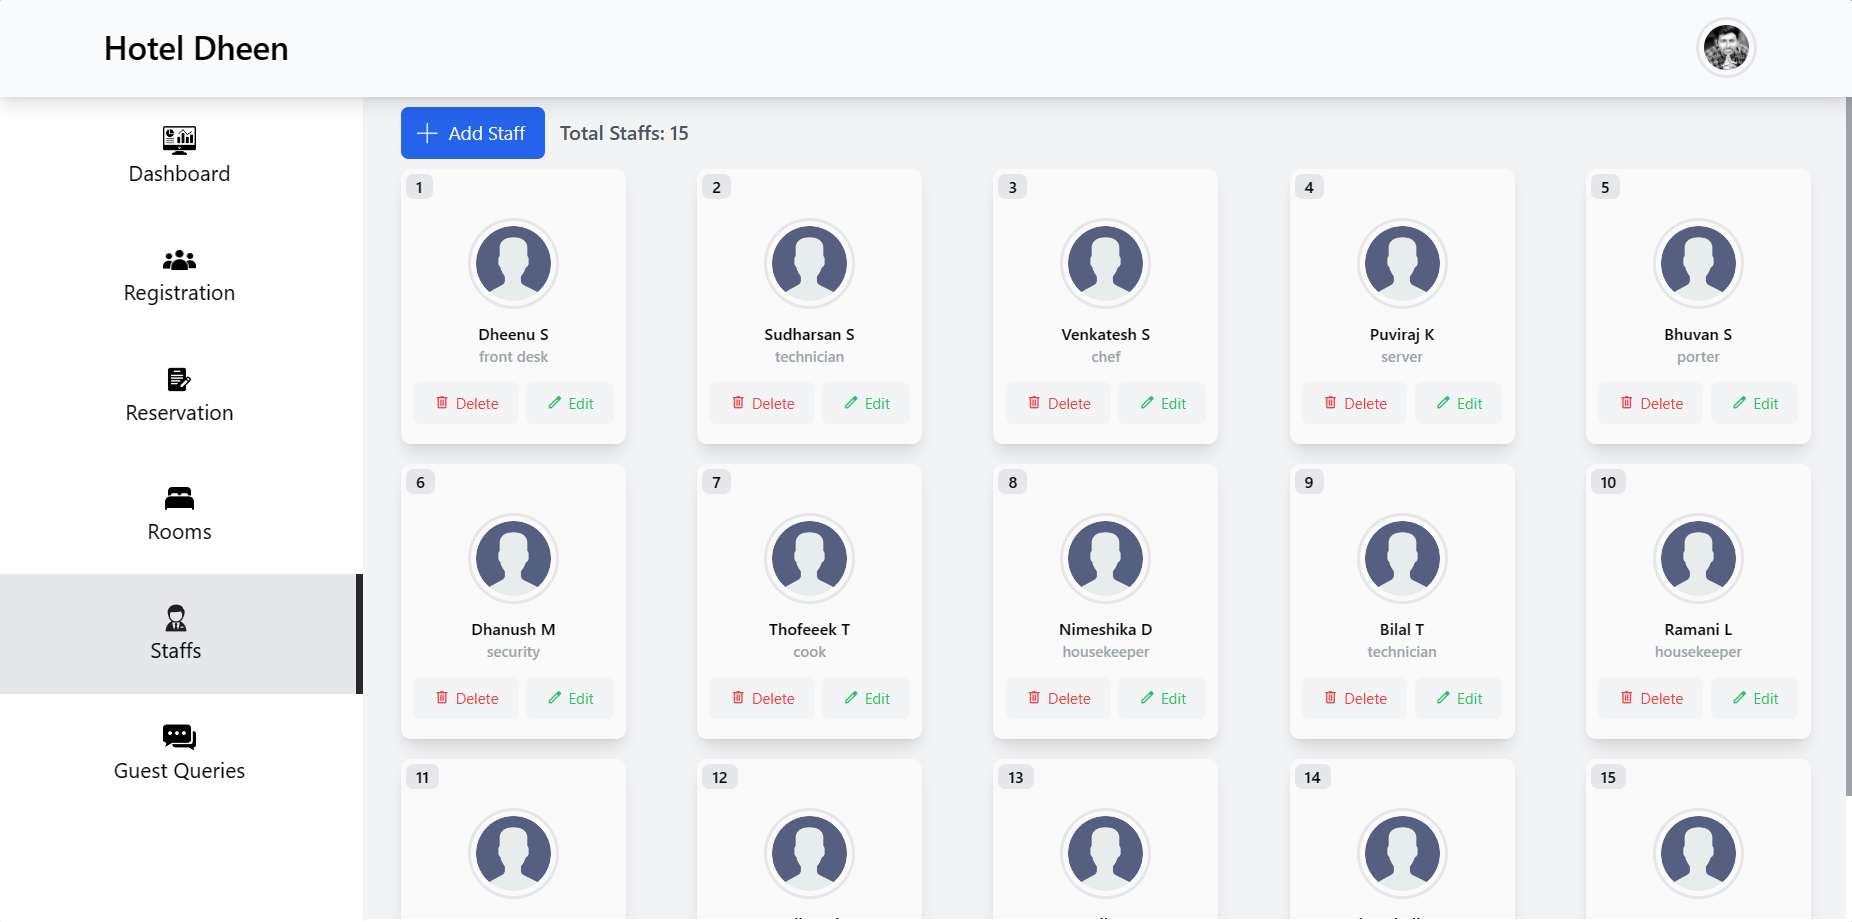 Hotel Dheen
Dashboard
Registration
Reservation
Rooms
Staffs
Guest Queries
Add Staff
Total Staffs: 15
1
Dheenu S
front desk
Delete
Edit
2
Sudharsan S
technician
Delete
Edit
3
Venkatesh S
chef
Delete
Edit
4
Puviraj K
server
Delete
Edit
5
Bhuvan S
porter
Delete
Edit
6
Dhanush M
security
Delete
Edit
7
Thofeeek T
cook
Delete
Edit
8
Nimeshika D
housekeeper
Delete
Edit
9
Bilal T
technician
Delete
Edit
10
Ramani L
housekeeper
Delete
Edit
11
12
13
14
15